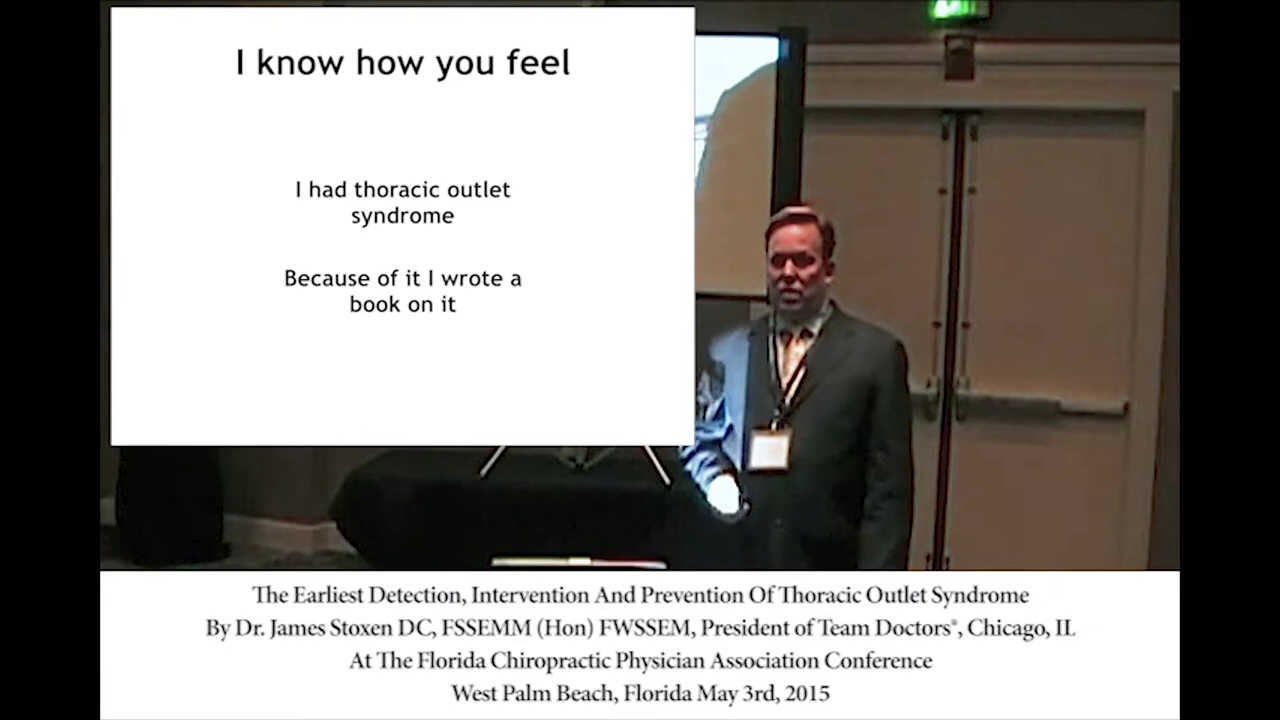 I know how you feel
I had thoracic outlet
syndrome
Because of it I wrote a
book on it
The Earliest Detection, Intervention And Prevention Of Thoracic Outlet Syndrome
By Dr. James Stoxen DC, FSSEMM (Hon) FWSSEM, President of Team Doctors®, Chicago, IL
At The Florida Chiropractic Physician Association Conference
West Palm Beach, Florida May 3rd, 2015